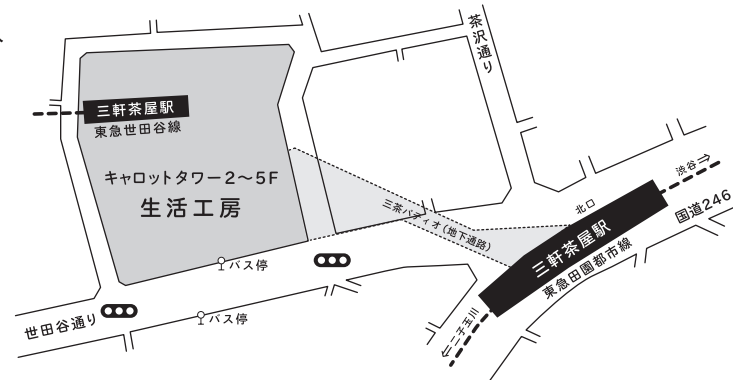 茶沢通り
三軒茶屋駅
東急世田谷線
キャロットタワー2〜5F
生活工房
三茶パティオ(地下通路)
北口
渋谷⇒
国道246
三軒茶屋駅
東急田園都市線
⇐二子玉川
バス停
バス停
世田谷通り